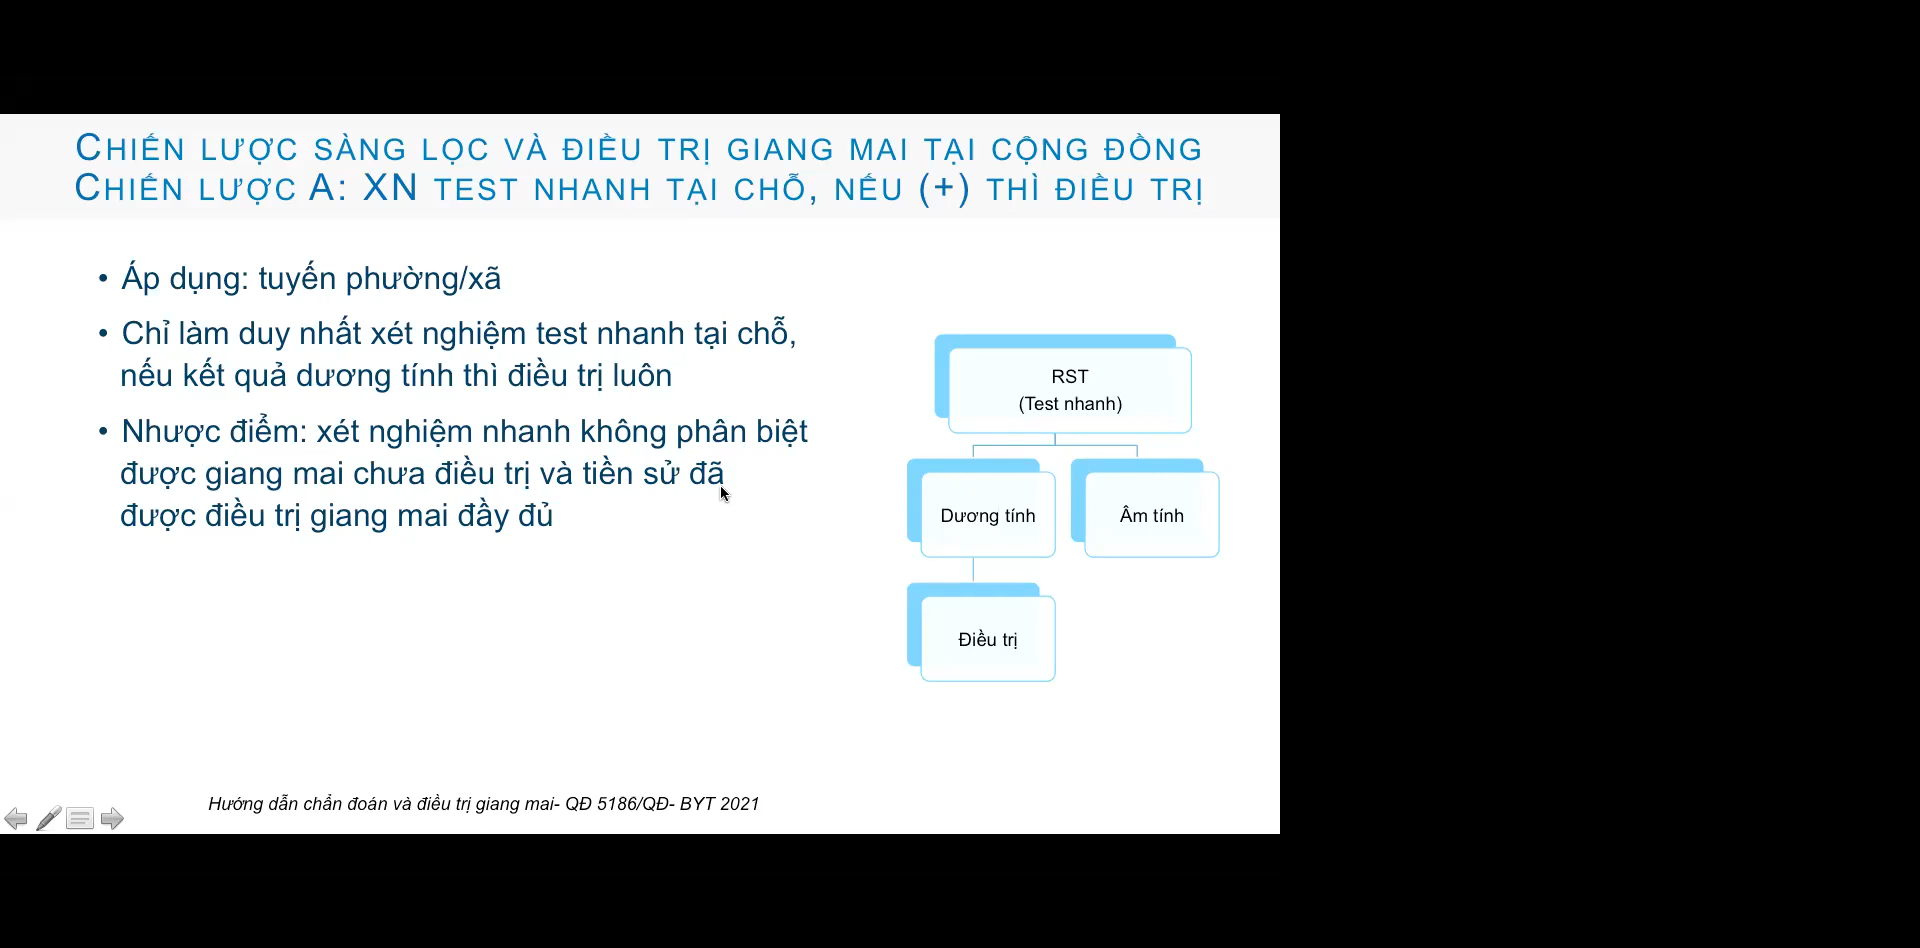 CHIẾN LƯỢC SÀNG LỌC VÀ ĐIỀU TRỊ GIANG MAI TẠI CỘNG ĐỒNG
CHIẾN LƯỢC A: XN TEST NHANH TẠI CHỖ, NẾU (+) THÌ ĐIỀU TRỊ
• Áp dụng: tuyến phường/xã
• Chỉ làm duy nhất xét nghiệm test nhanh tại chỗ,
nếu kết quả dương tính thì điều trị luôn
• Nhược điểm: xét nghiệm nhanh không phân biệt
được giang mai chưa điều trị và tiền sử đã
được điều trị giang mai đầy đủ
RST
(Test nhanh)
Dương tính
Âm tính
Điều trị
Hướng dẫn chẩn đoán và điều trị giang mai- QĐ 5186/QĐ- BYT 2021